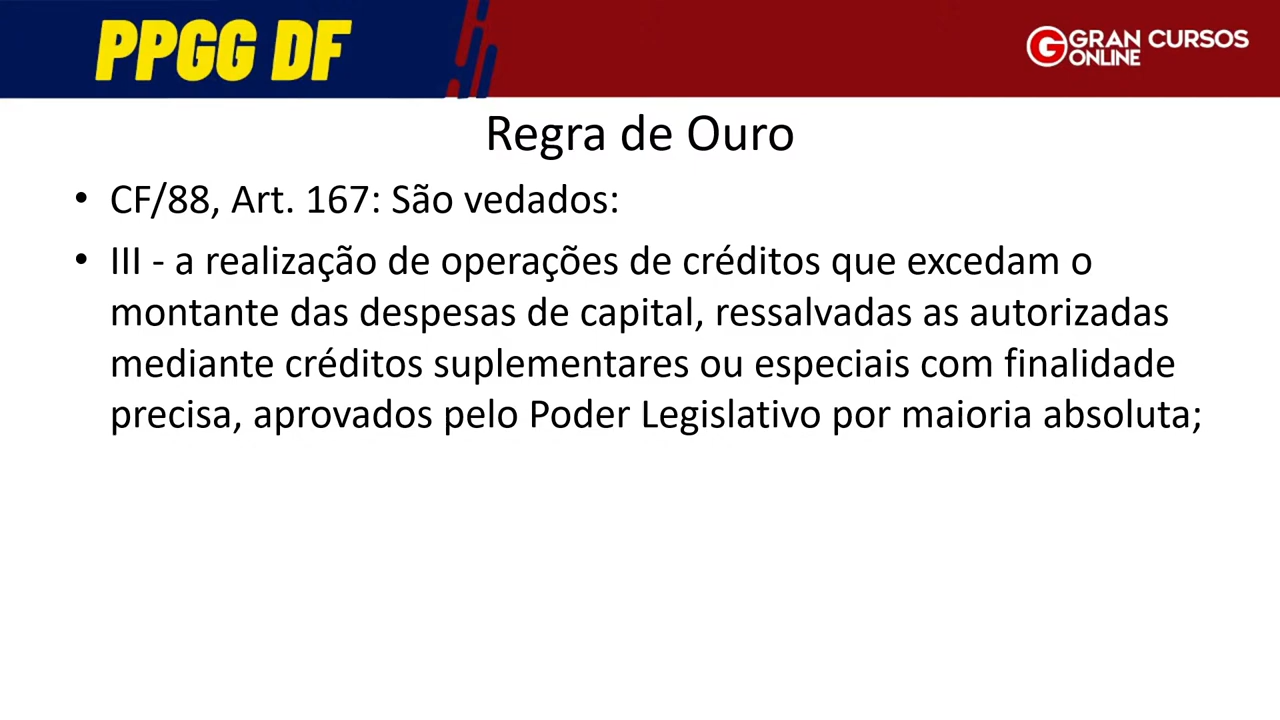 PPGG DF
GRAN CURSOS
ONLINE
Regra de Ouro
• CF/88, Art. 167: São vedados:
• III - a realização de operações de créditos que excedam o
montante das despesas de capital, ressalvadas as autorizadas
mediante créditos suplementares ou especiais com finalidade
precisa, aprovados pelo Poder Legislativo por maioria absoluta;